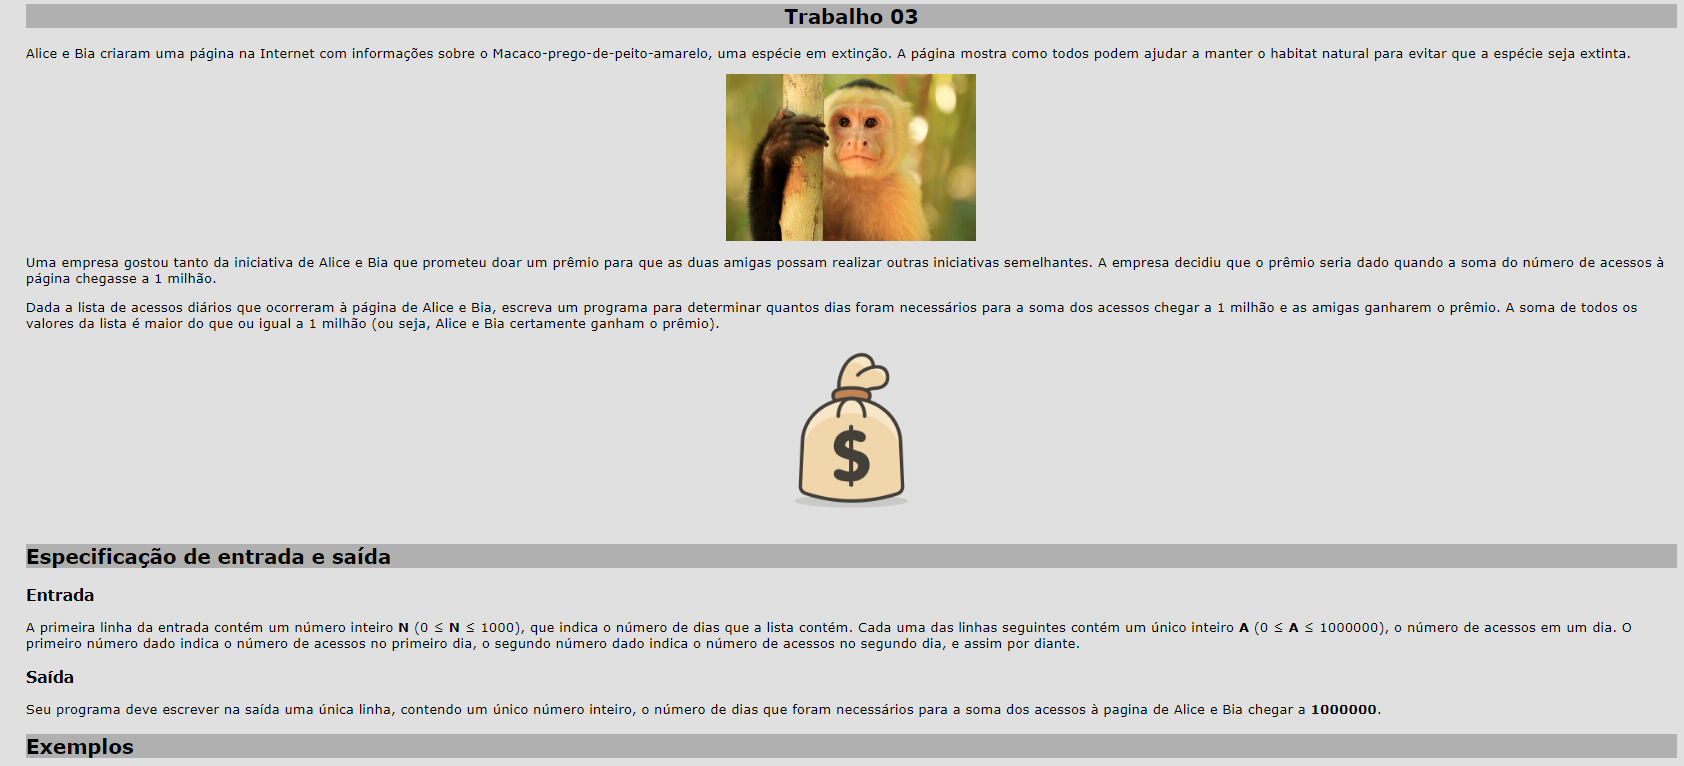 Trabalho 03
Alice e Bia criaram uma página na Internet com informações sobre o Macaco-prego-de-peito-amarelo, uma espécie em extinção. A página mostra como todos podem ajudar a manter o habitat natural para evitar que a espécie seja extinta.
Uma empresa gostou tanto da iniciativa de Alice e Bia que prometeu doar um prêmio para que as duas amigas possam realizar outras iniciativas semelhantes. A empresa decidiu que o prêmio seria dado quando a soma do número de acessos à
página chegasse a 1 milhão.
Dada a lista de acessos diários que ocorreram à página de Alice e Bia, escreva um programa para determinar quantos dias foram necessários para a soma dos acessos chegar a 1 milhão e as amigas ganharem o prêmio. A soma de todos os
valores da lista é maior do que ou igual a 1 milhão (ou seja, Alice e Bia certamente ganham o prêmio).
$
Especificação de entrada e saída
Entrada
A primeira linha da entrada contém um número inteiro N (0 ≤ N ≤ 1000), que indica o número de dias que a lista contém. Cada uma das linhas seguintes contém um único inteiro A (0 ≤ A ≤ 1000000), o número de acessos em um dia. O
primeiro número dado indica o número de acessos no primeiro dia, o segundo número dado indica o número de acessos no segundo dia, e assim por diante.
Saída
Seu programa deve escrever na saída uma única linha, contendo um único número inteiro, o número de dias que foram necessários para a soma dos acessos à pagina de Alice e Bia chegar a 1000000.
Exemplos